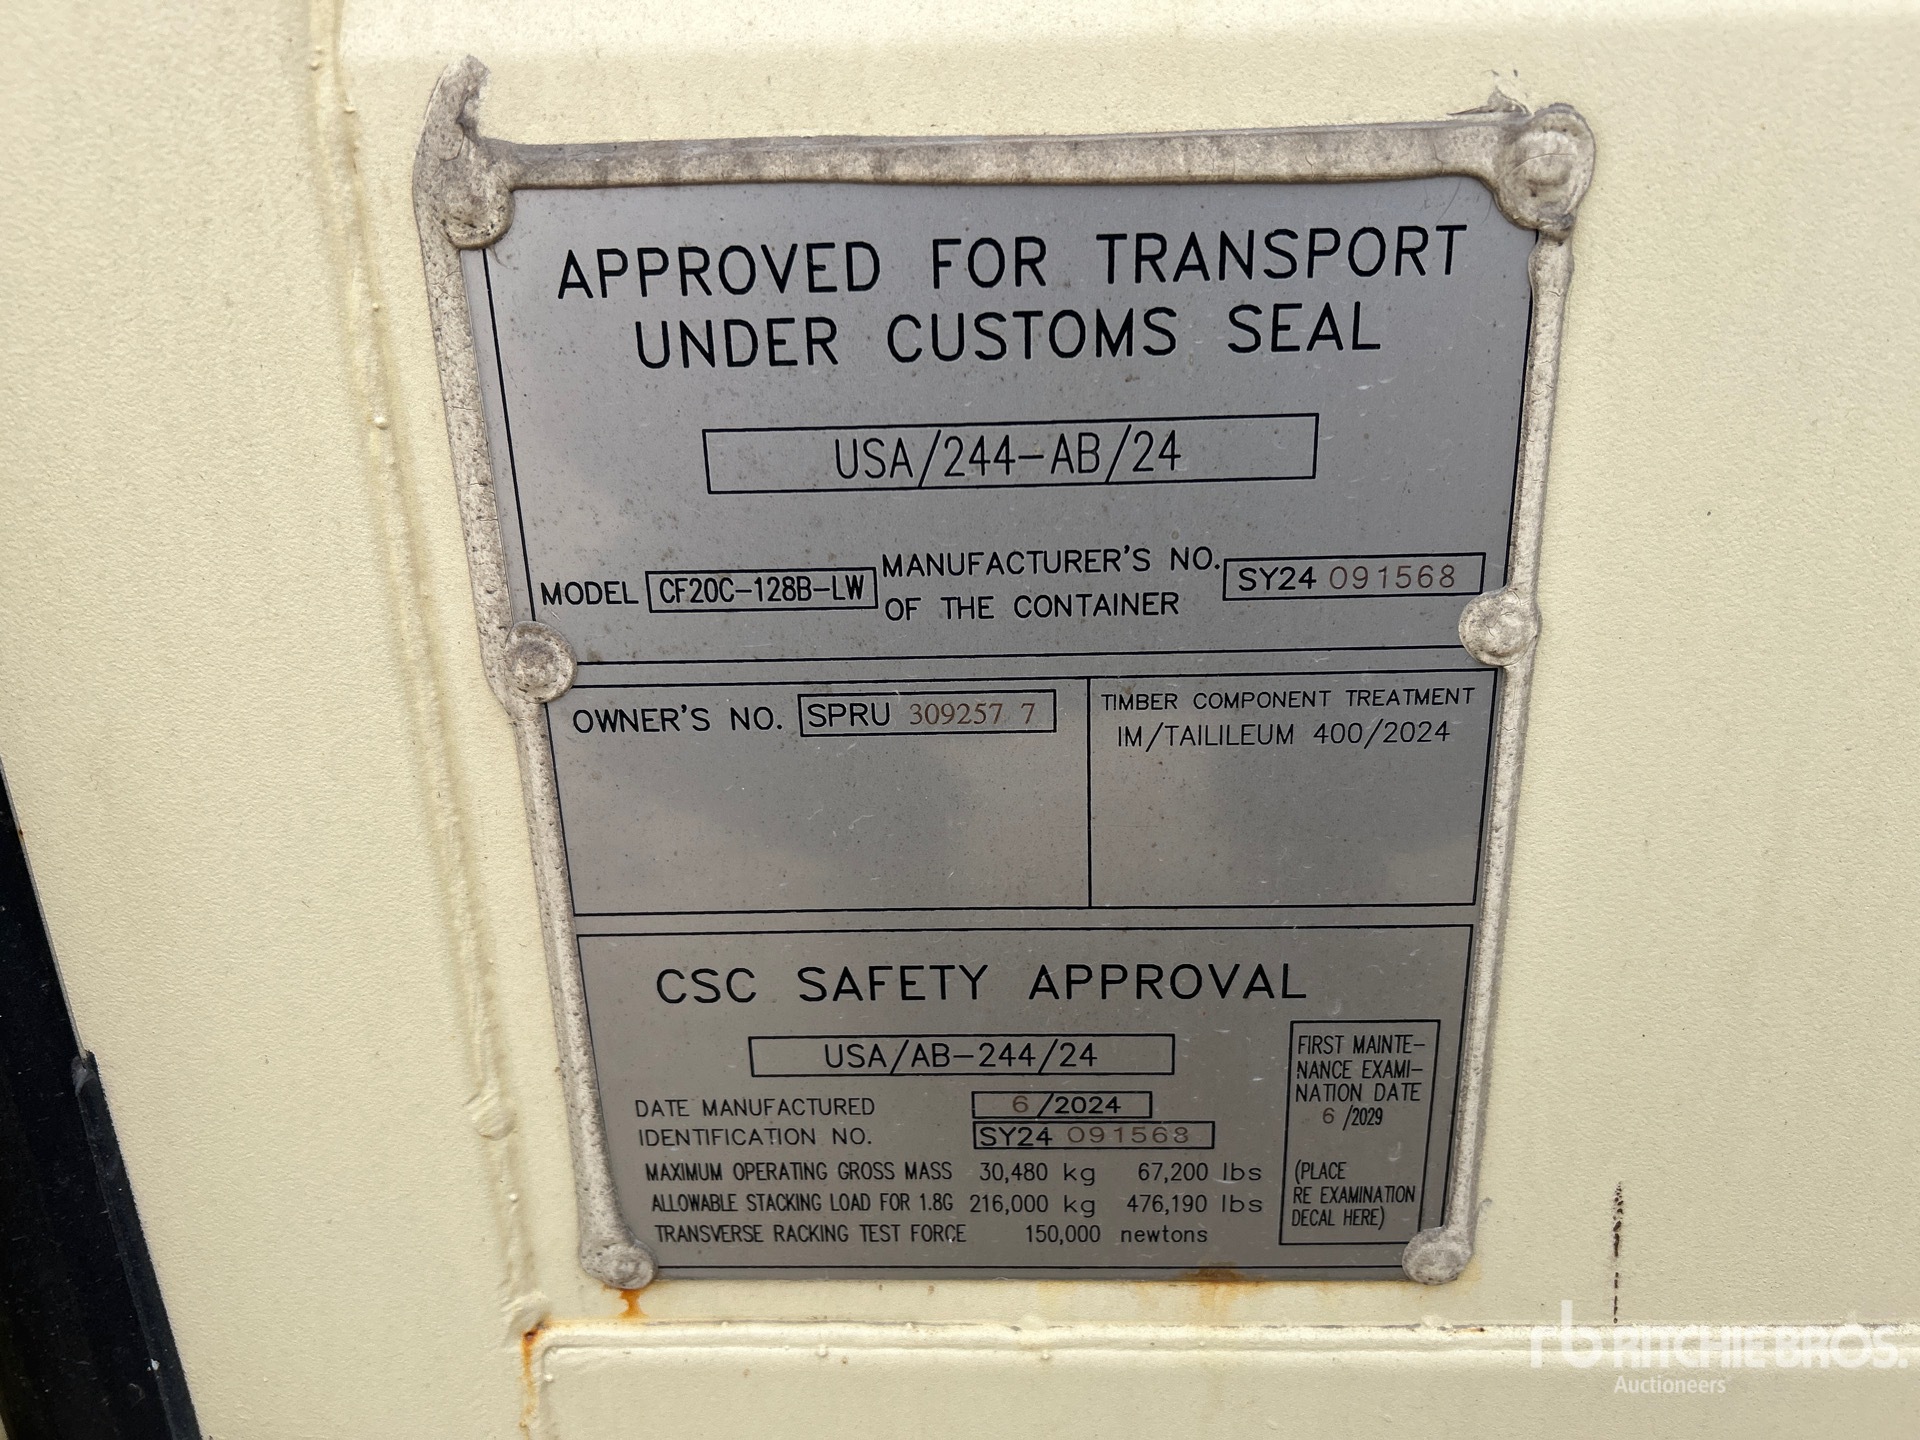 APPROVED FOR TRANSPORT
UNDER CUSTOMS SEAL
USA/244-AB/24
MODEL CF20C-128B-LW
MANUFACTURER'S NO.
OF THE CONTAINER
SY24 091568
OWNER'S NO. SPRU 309257 7
TIMBER COMPONENT TREATMENT
IM/TAILILEUM 400/2024
CSC SAFETY APPROVAL
USA/AB-244/24
DATE MANUFACTURED 6/2024
IDENTIFICATION NO. SY24 091568
MAXIMUM OPERATING GROSS MASS 30,480 kg 67,200 lbs
ALLOWABLE STACKING LOAD FOR 1.8G 216,000 kg 476,190 lbs
TRANSVERSE RACKING TEST FORCE 150,000 newtons
FIRST MAINTE-
NANCE EXAMI-
NATION DATE
6 /2029
(PLACE
RE EXAMINATION
DECAL HERE)
rb RITCHIE BROS.
Auctioneers